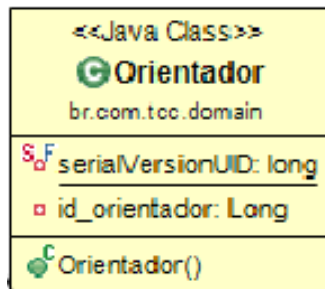 <<Java Class>>
C Orientador
br.com.tcc.domain
S F serialVersionUID: long
id_orientador: Long
C Orientador()